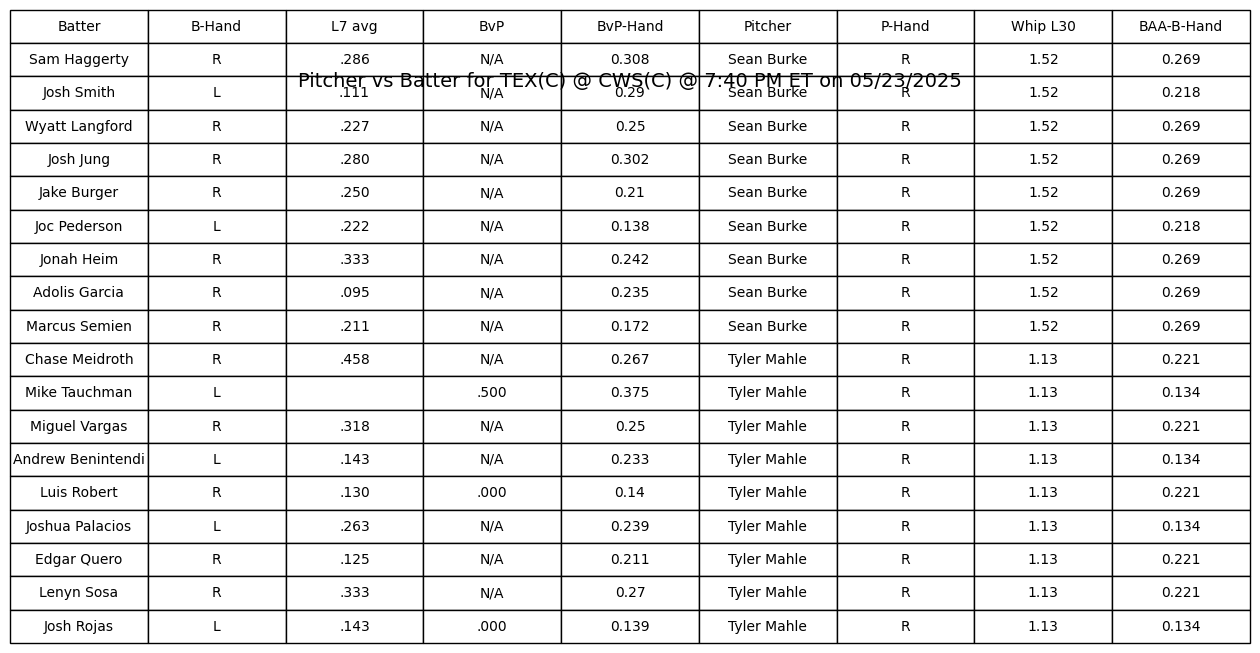 Batter B-Hand L7 avg BvP BvP-Hand Pitcher P-Hand Whip L30 BAA-B-Hand
Sam Haggerty R .286 N/A 0.308 Sean Burke R 1.52 0.269
Pitcher vs Batter for TEX(C) @ CWS(C) @ 7:40 PM ET on 05/23/2025
Josh Smith L .111 N/A 0.29 Sean Burke R 1.52 0.218
Wyatt Langford R .227 N/A 0.25 Sean Burke R 1.52 0.269
Josh Jung R .280 N/A 0.302 Sean Burke R 1.52 0.269
Jake Burger R .250 N/A 0.21 Sean Burke R 1.52 0.269
Joc Pederson L .222 N/A 0.138 Sean Burke R 1.52 0.218
Jonah Heim R .333 N/A 0.242 Sean Burke R 1.52 0.269
Adolis Garcia R .095 N/A 0.235 Sean Burke R 1.52 0.269
Marcus Semien R .211 N/A 0.172 Sean Burke R 1.52 0.269
Chase Meidroth R .458 N/A 0.267 Tyler Mahle R 1.13 0.221
Mike Tauchman L .500 0.375 Tyler Mahle R 1.13 0.134
Miguel Vargas R .318 N/A 0.25 Tyler Mahle R 1.13 0.221
Andrew Benintendi L .143 N/A 0.233 Tyler Mahle R 1.13 0.134
Luis Robert R .130 .000 0.14 Tyler Mahle R 1.13 0.221
Joshua Palacios L .263 N/A 0.239 Tyler Mahle R 1.13 0.134
Edgar Quero R .125 N/A 0.211 Tyler Mahle R 1.13 0.221
Lenyn Sosa R .333 N/A 0.27 Tyler Mahle R 1.13 0.221
Josh Rojas L .143 .000 0.139 Tyler Mahle R 1.13 0.134